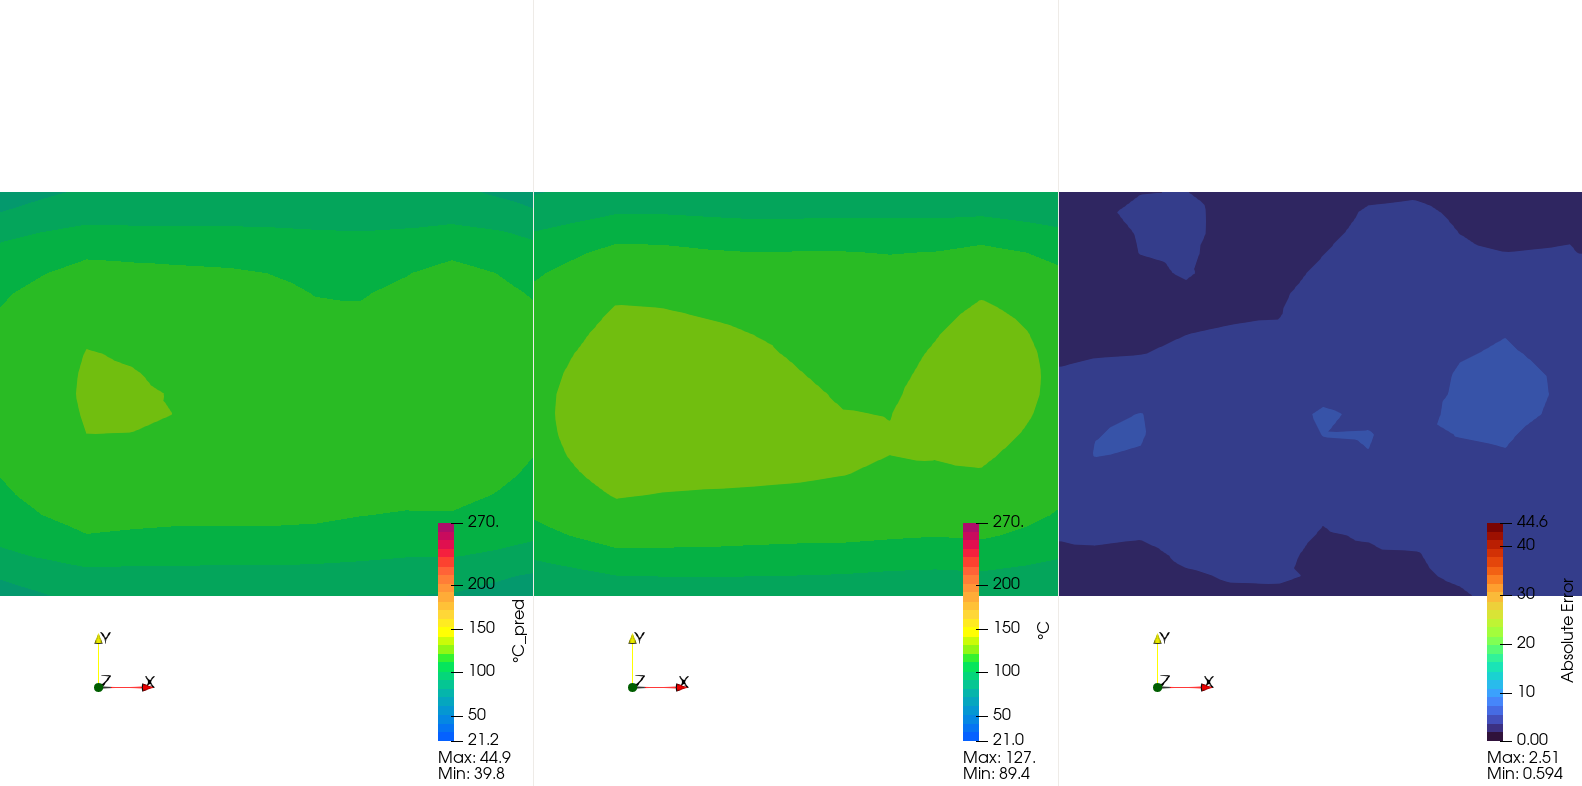 Y
Z
X
270.
200
150
100
50
21.2
°C_pred
Max: 44.9
Min: 39.8
Y
Z
X
270.
200
150
100
50
21.0
°C
Max: 127.
Min: 89.4
Y
Z
X
44.6
40
30
20
10
0.00
Absolute Error
Max: 2.51
Min: 0.594